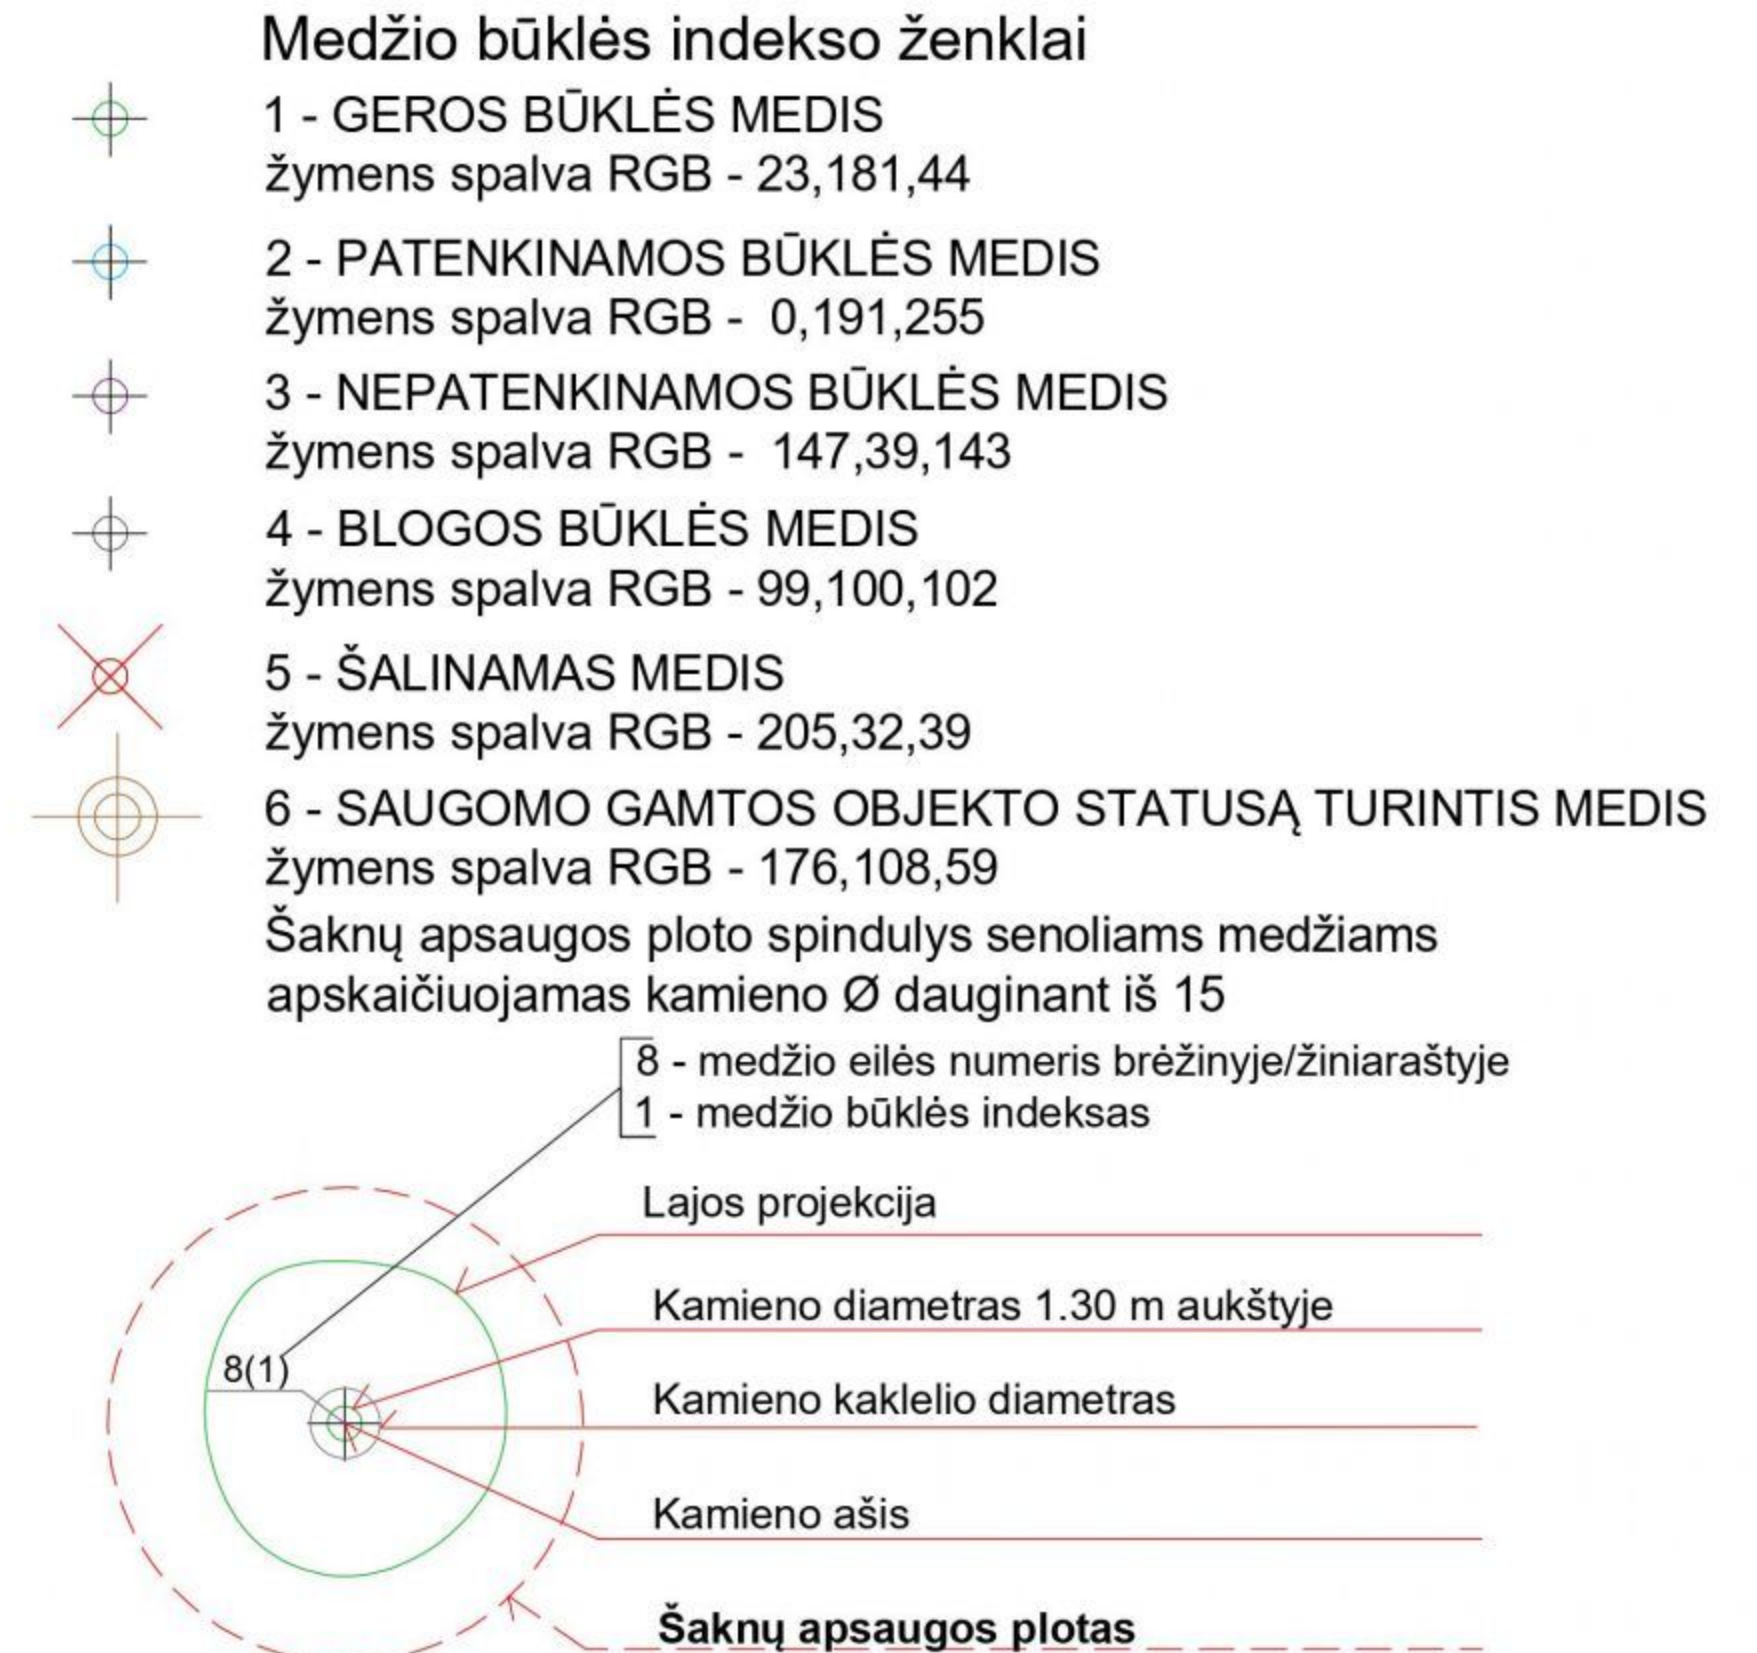 Medžio būklės indekso ženklai
1 - GEROS BŪKLĖS MEDIS
žymens spalva RGB - 23,181,44
2 - PATENKINAMOS BŪKLĖS MEDIS
žymens spalva RGB - 0,191,255
3 - NEPATENKINAMOS BŪKLĖS MEDIS
žymens spalva RGB - 147,39,143
4 - BLOGOS BŪKLĖS MEDIS
žymens spalva RGB - 99,100,102
5 - ŠALINAMAS MEDIS
žymens spalva RGB - 205,32,39
6 - SAUGOMO GAMTOS OBJEKTO STATUSĄ TURINTIS MEDIS
žymens spalva RGB - 176,108,59
Šaknų apsaugos ploto spindulys senoliams medžiams
apskaičiuojamas kamieno Ø dauginant iš 15
8 - medžio eilės numeris brėžinyje/žiniaraštyje
1 - medžio būklės indeksas
Lajos projekcija
Kamieno diametras 1.30 m aukštyje
8(1)
Kamieno kaklelio diametras
Kamieno ašis
Šaknų apsaugos plotas